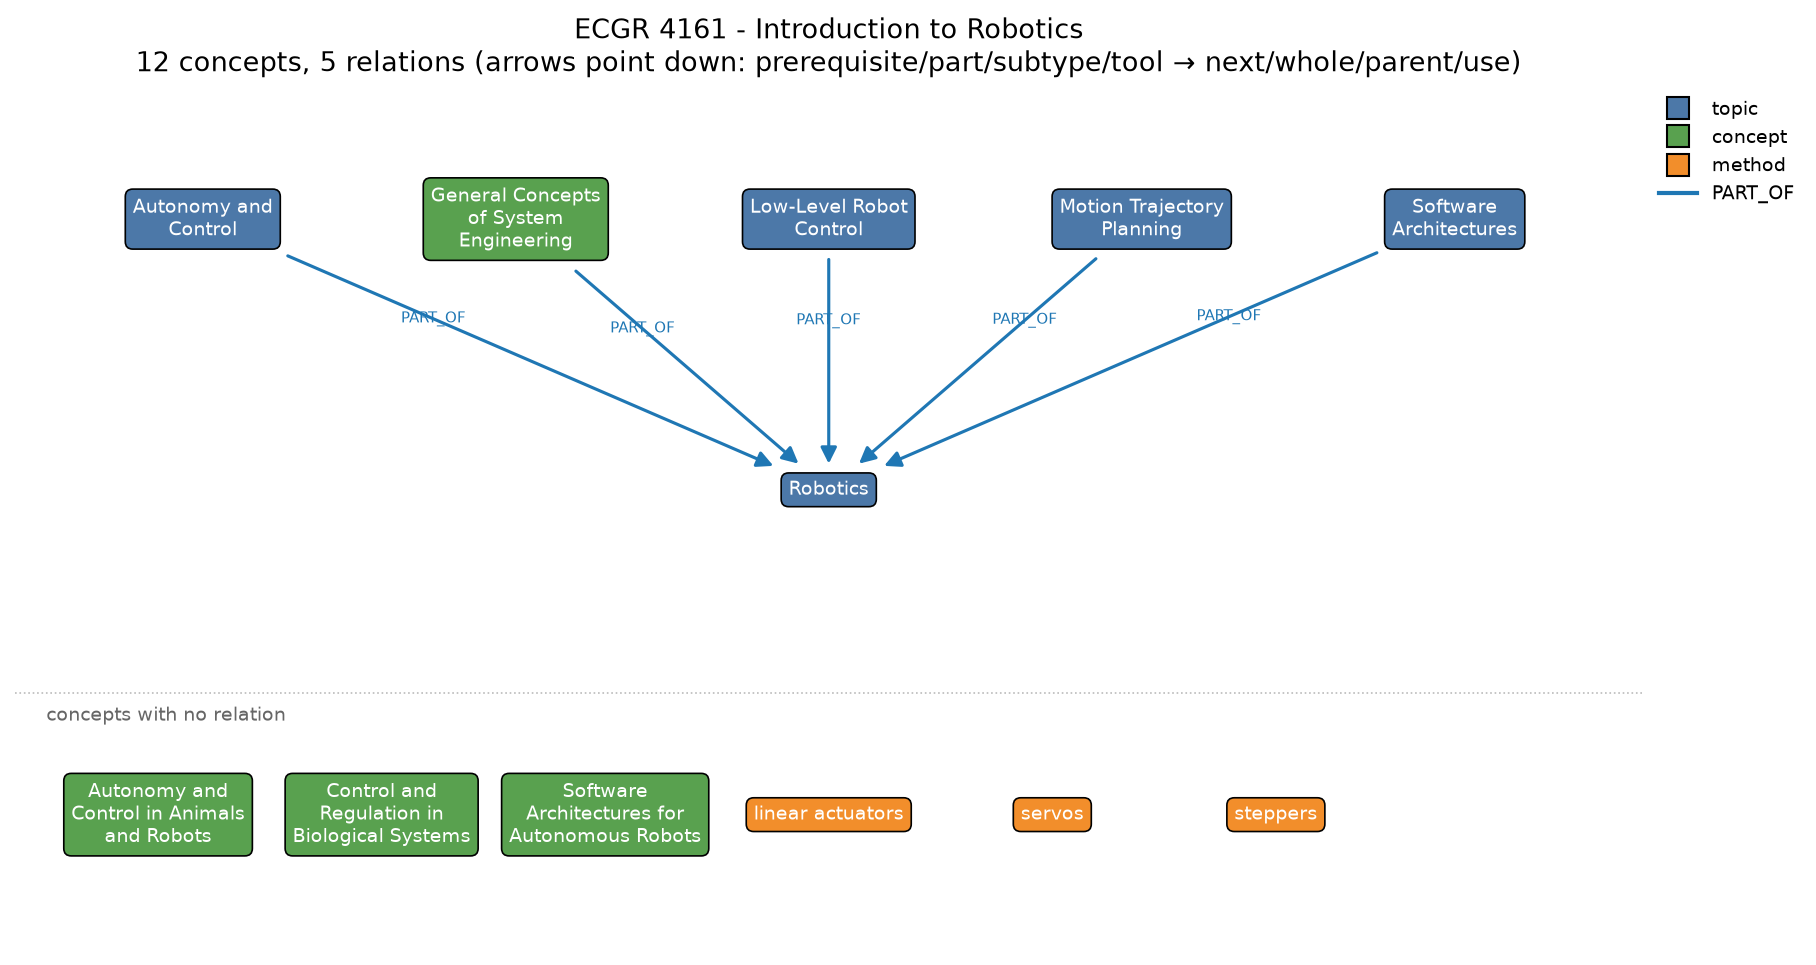 ECGR 4161 - Introduction to Robotics
12 concepts, 5 relations (arrows point down: prerequisite/part/subtype/tool → next/whole/parent/use)
topic
concept
method
PART_OF
Autonomy and
Control
General Concepts
of System
Engineering
Low-Level Robot
Control
Motion Trajectory
Planning
Software
Architectures
PART_OF
PART_OF
PART_OF
PART_OF
PART_OF
Robotics
concepts with no relation
Autonomy and
Control in Animals
and Robots
Control and
Regulation in
Biological Systems
Software
Architectures for
Autonomous Robots
linear actuators
servos
steppers